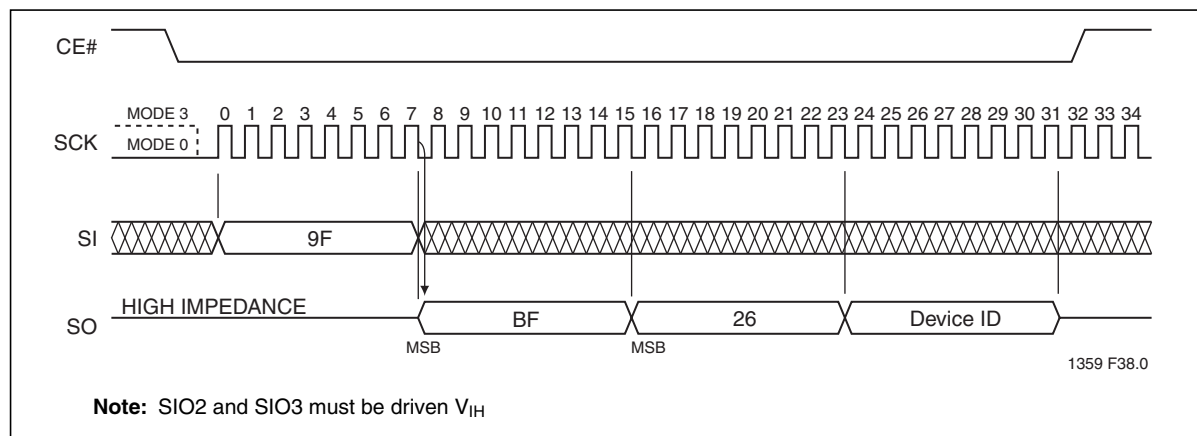 CE#
MODE 3
0 1 2 3 4 5 6 7 8 9 10 11 12 13 14 15 16 17 18 19 20 21 22 23 24 25 26 27 28 29 30 31 32 33 34
SCK
MODE 0
SI
9F
HIGH IMPEDANCE
SO
BF
26
Device ID
MSB
MSB
1359 F38.0
Note: SIO2 and SIO3 must be driven VIH